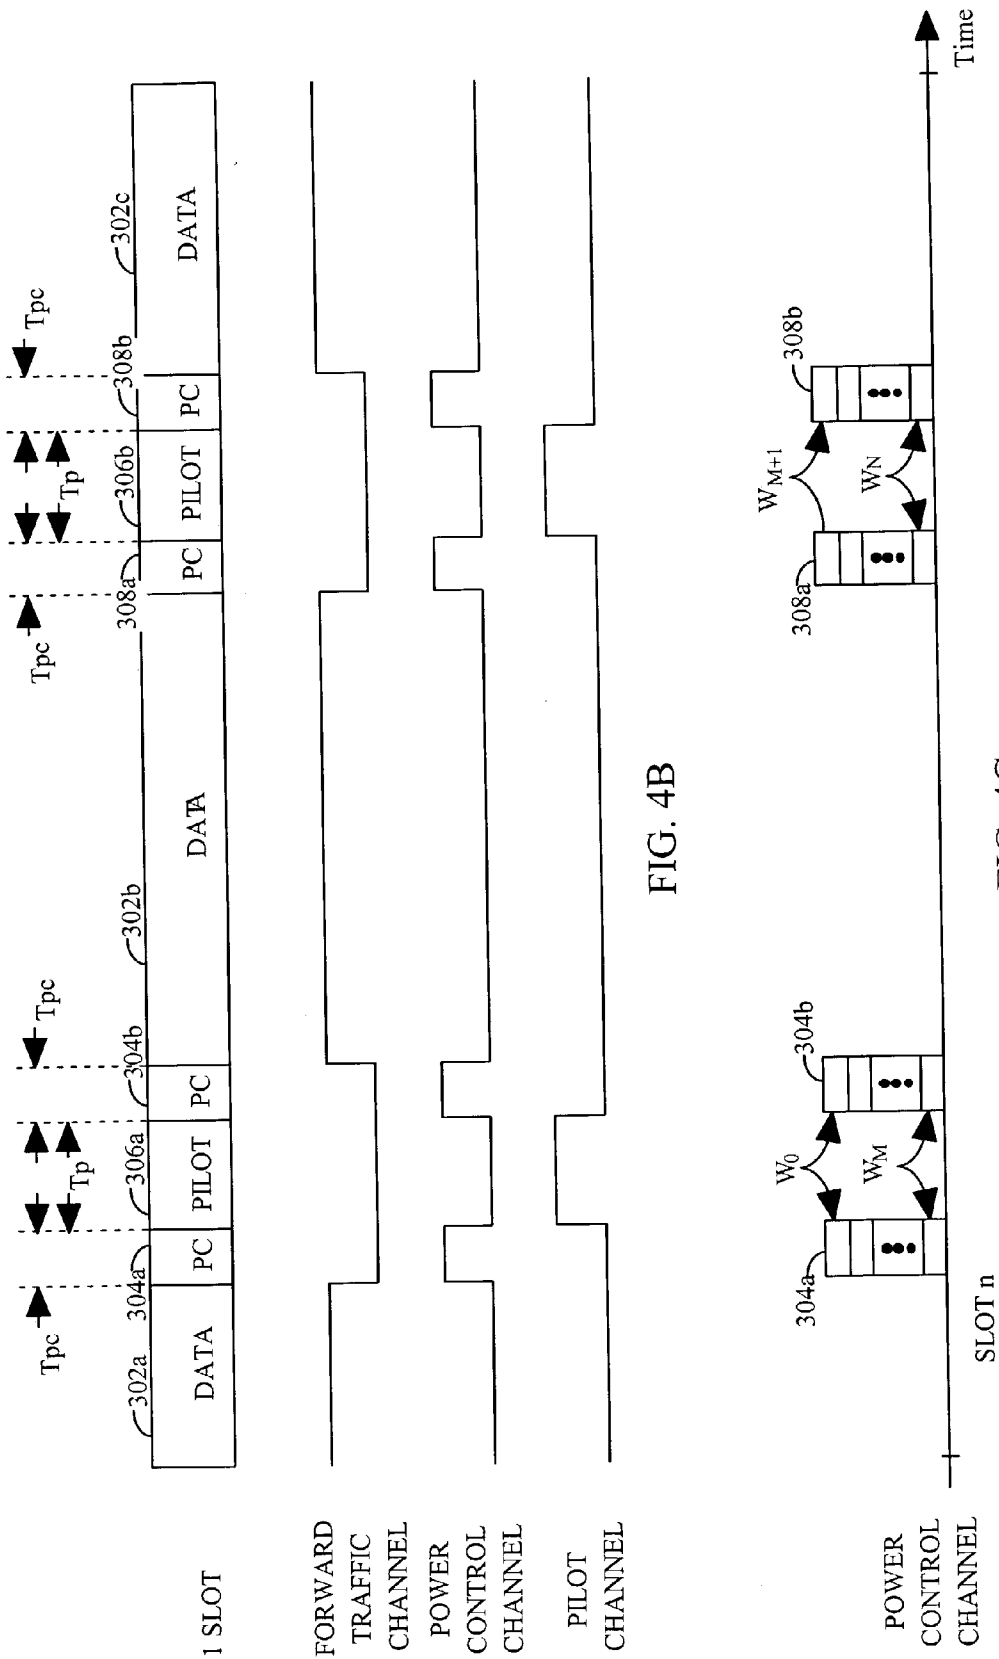 Tpc
Tp
Tpc
Tpc
Tp
Tpc
302a
304a
306a
304b
302b
308a
306b
308b
302c
1 SLOT
DATA
PC
PILOT
PC
DATA
PC
PILOT
PC
DATA
FORWARD
TRAFFIC
CHANNEL
POWER
CONTROL
CHANNEL
PILOT
CHANNEL
FIG. 4B
304a
W0
WM
304b
308a
WM+1
WN
308b
POWER
CONTROL
CHANNEL
SLOT n
Time